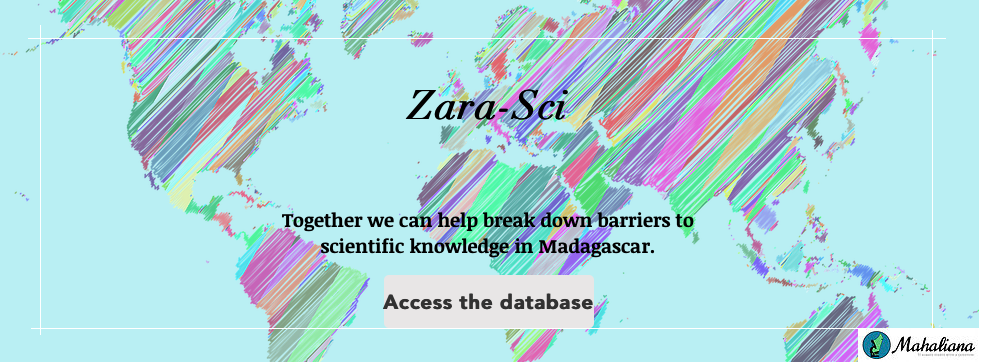 Zara-Sci
Together we can help break down barriers to
scientific knowledge in Madagascar.
Access the database
Mahaliana